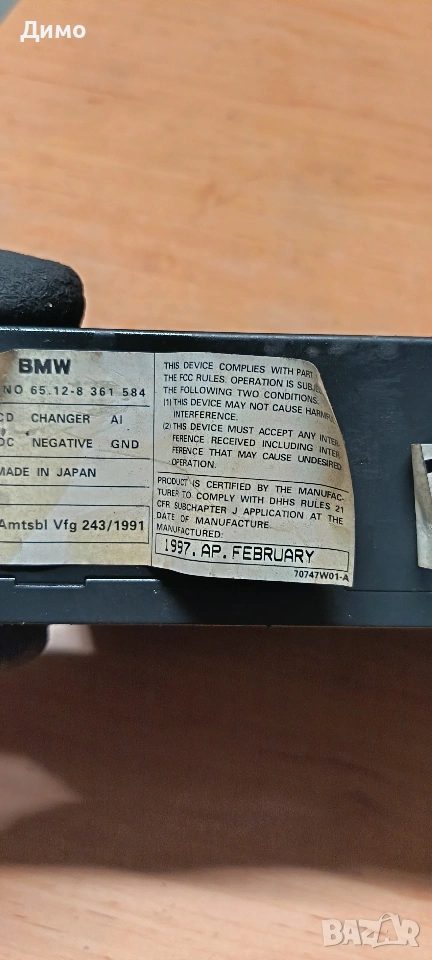 Димо
BMW
NO 65.12-8 361 584
CD CHANGER AI
DC NEGATIVE GND
MADE IN JAPAN
Amtsbl Vfg 243/1991
THIS DEVICE COMPLIES WITH PART
THE FCC RULES. OPERATION IS SUBJE
THE FOLLOWING TWO CONDITIONS.
(1) THIS DEVICE MAY NOT CAUSE HARMFUL
INTERFERENCE.
(2) THIS DEVICE MUST ACCEPT ANY INTER-
FERENCE RECEIVED INCLUDING INTER-
FERENCE THAT MAY CAUSE UNDESIRED
OPERATION.
PRODUCT IS CERTIFIED BY THE MANUFAC-
TURER TO COMPLY WITH DHHS RULES 21
CFR SUBCHAPTER J APPLICATION AT THE
DATE OF MANUFACTURE.
MANUFACTURED:
1997. AP. FEBRUARY
70747W01-A
BAZAR